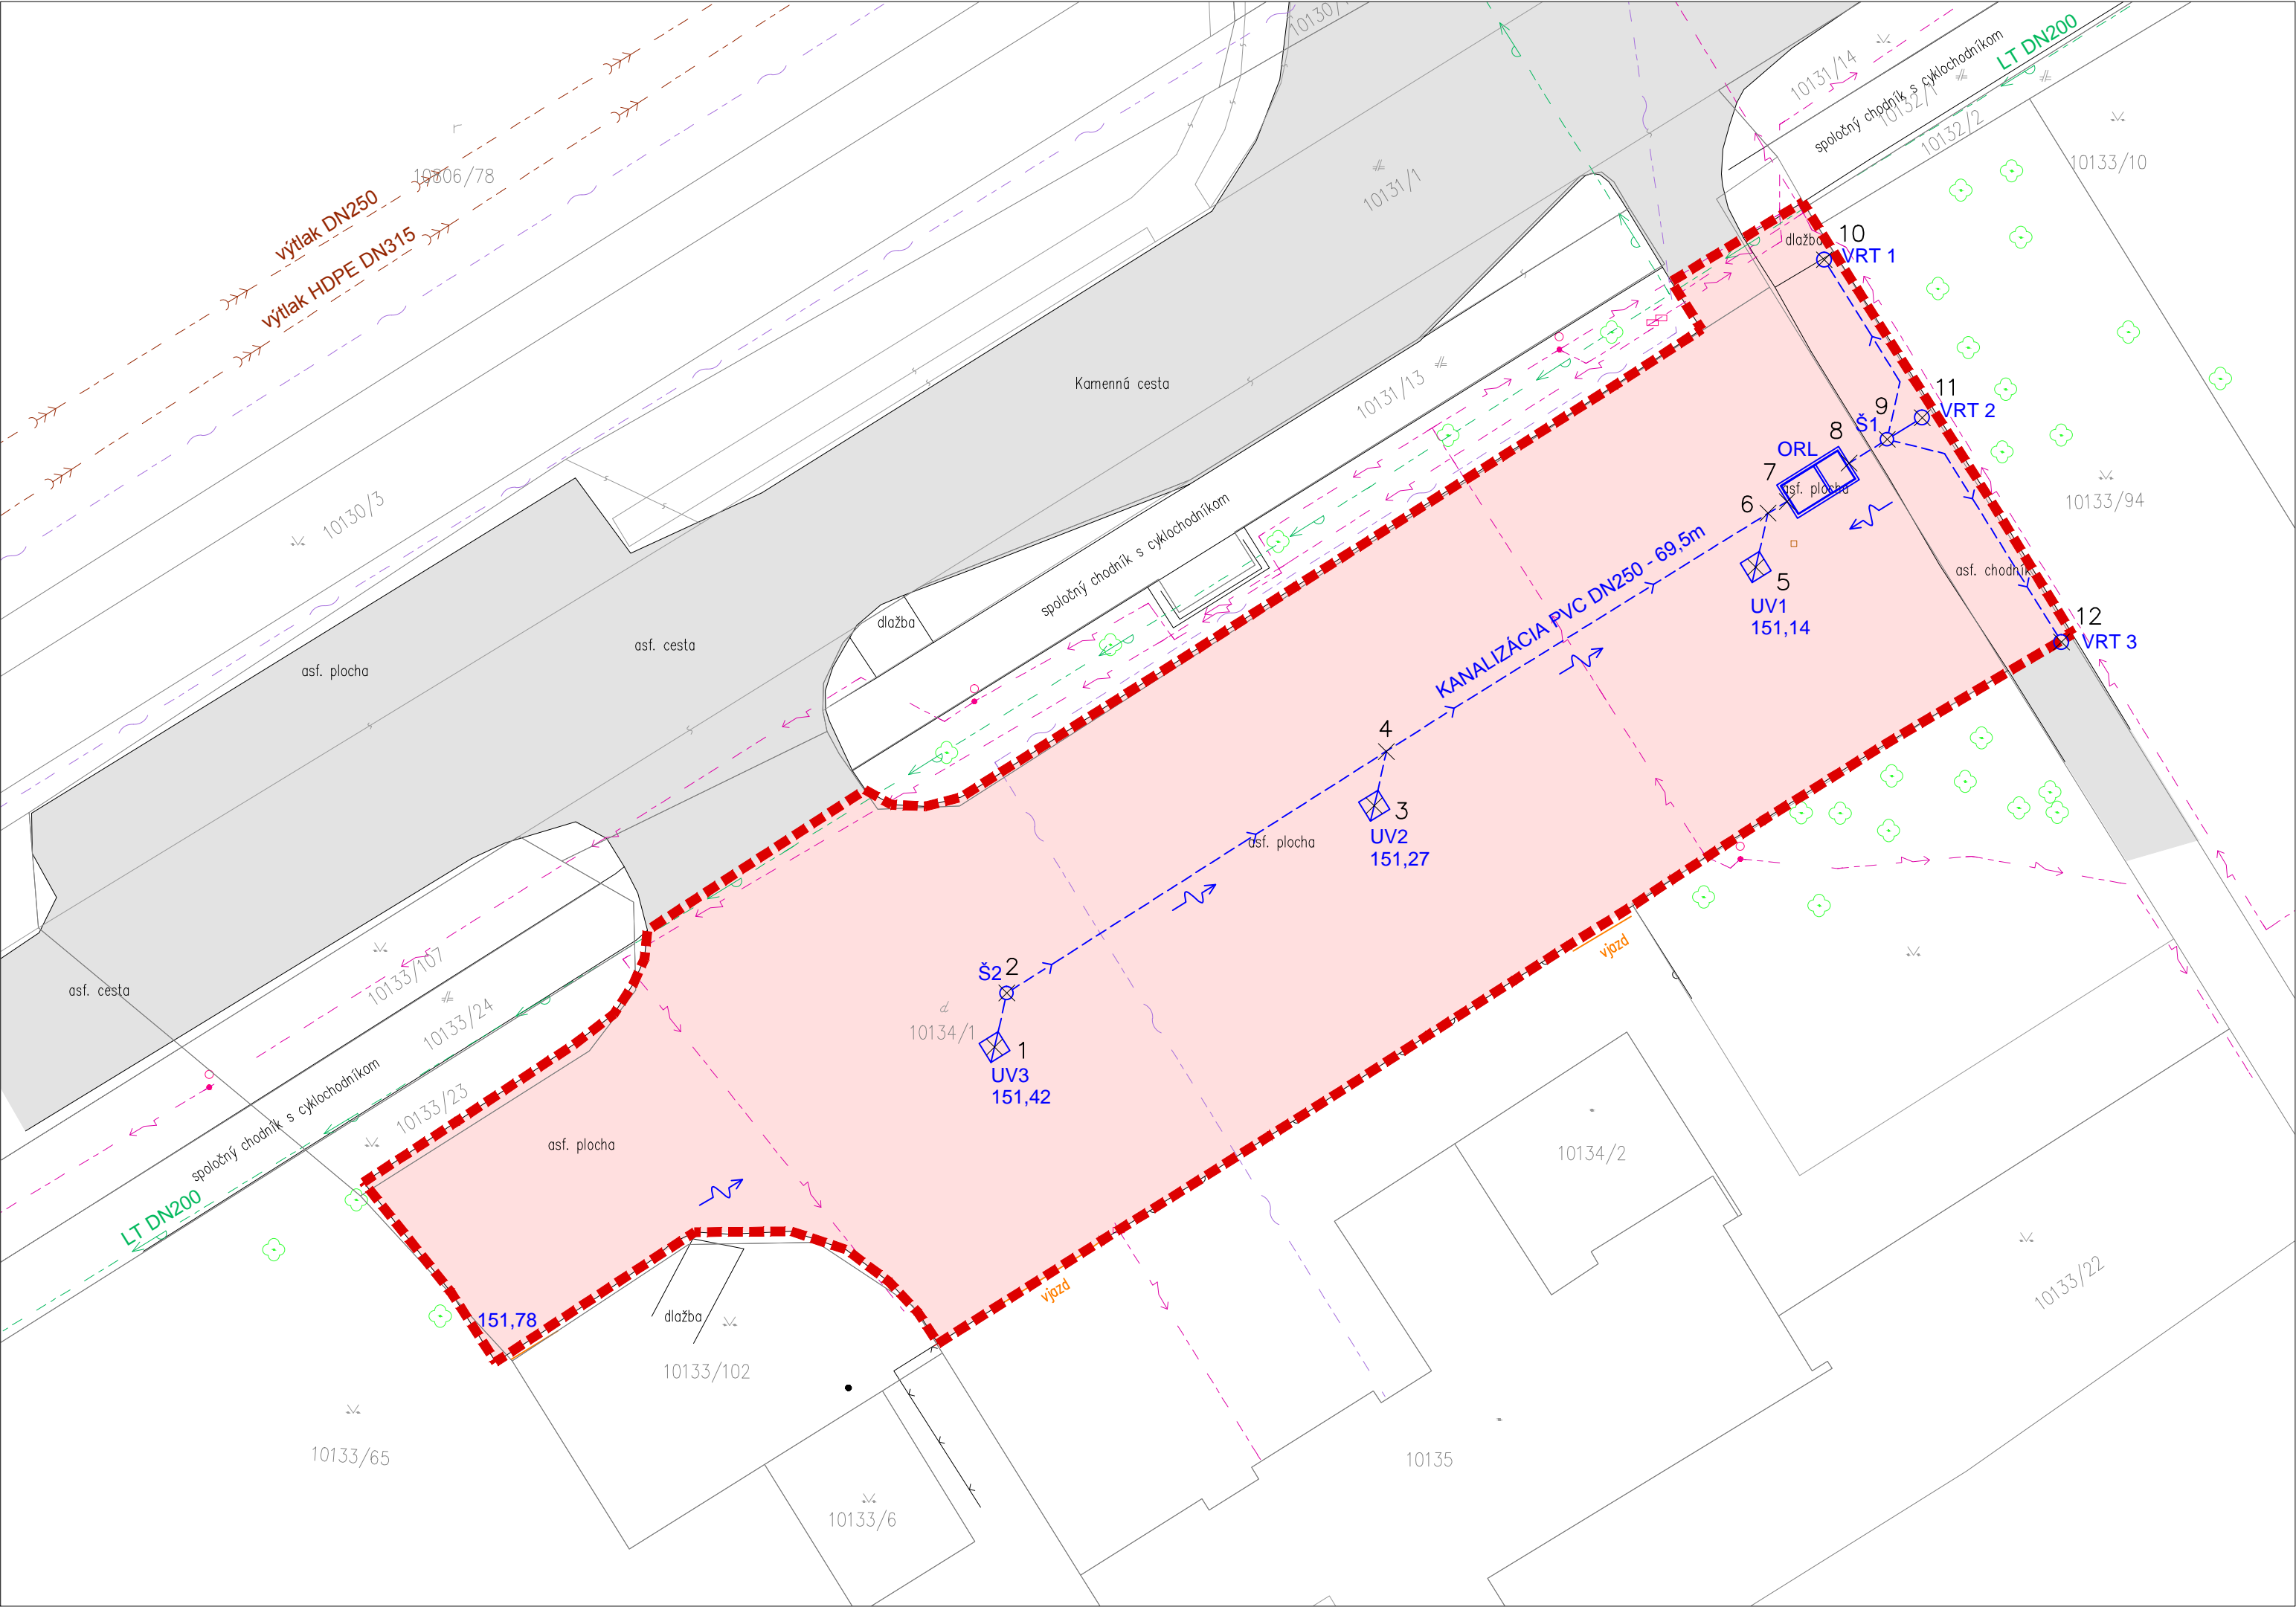 10130/
LT DN200
10131/14
spoločný chodník s cyklochodníkom
10132/1
10132/2
10133/10
10806/78
výtlak DN250
výtlak HDPE DN315
10131/1
dlažba
10
VRT 1
Kamenná cesta
10131/13
11
VRT 2
9
Š1
8
ORL
7
asf. plocha
6
10130/3
10133/94
spoločný chodník s cyklochodníkom
KANALIZÁCIA PVC DN250 - 69,5m
5
UV1
151,14
asf. chodník
12
VRT 3
dlažba
asf. cesta
asf. plocha
4
3
UV2
151,27
asf. plocha
vjazd
asf. cesta
10133/107
10133/24
Š2
2
10134/1
1
UV3
151,42
spoločný chodník s cyklochodníkom
10133/23
asf. plocha
10134/2
LT DN200
vjazd
10133/22
151,78
dlažba
10133/102
10133/65
10135
10133/6